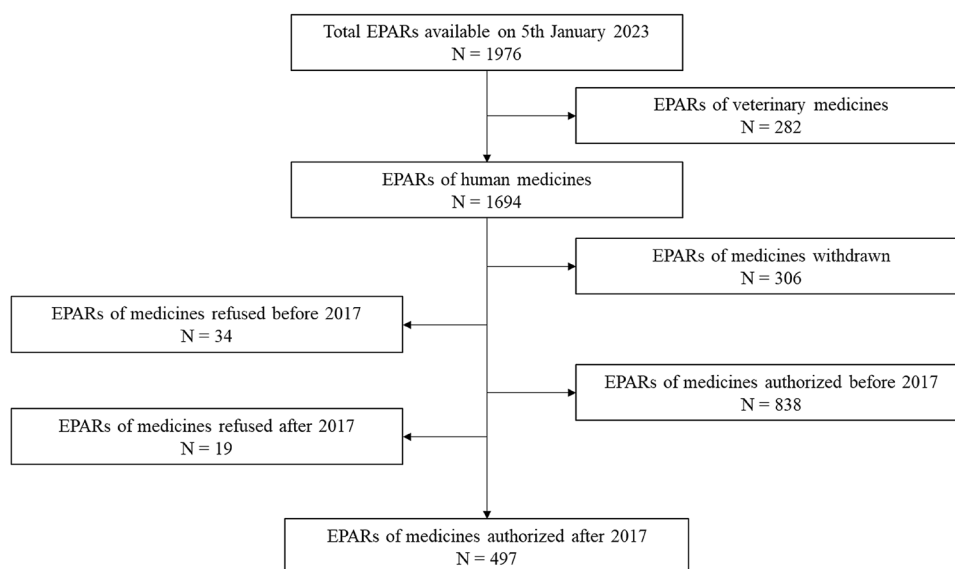 Total EPARs available on 5th January 2023
N = 1976
EPARs of veterinary medicines
N = 282
EPARs of human medicines
N = 1694
EPARs of medicines withdrawn
N = 306
EPARs of medicines refused before 2017
N = 34
EPARs of medicines authorized before 2017
N = 838
EPARs of medicines refused after 2017
N = 19
EPARs of medicines authorized after 2017
N = 497